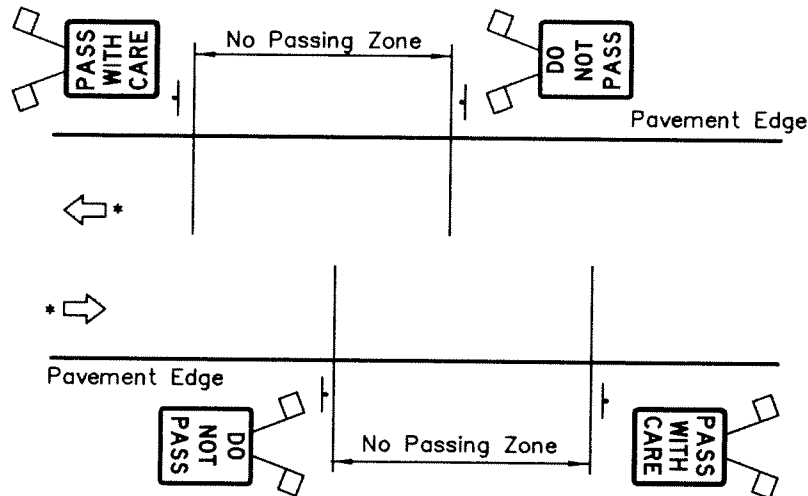 PASS
WITH
CARE
No Passing Zone
DO
NOT
PASS
Pavement Edge
*
*
Pavement Edge
DO
NOT
PASS
No Passing Zone
PASS
WITH
CARE